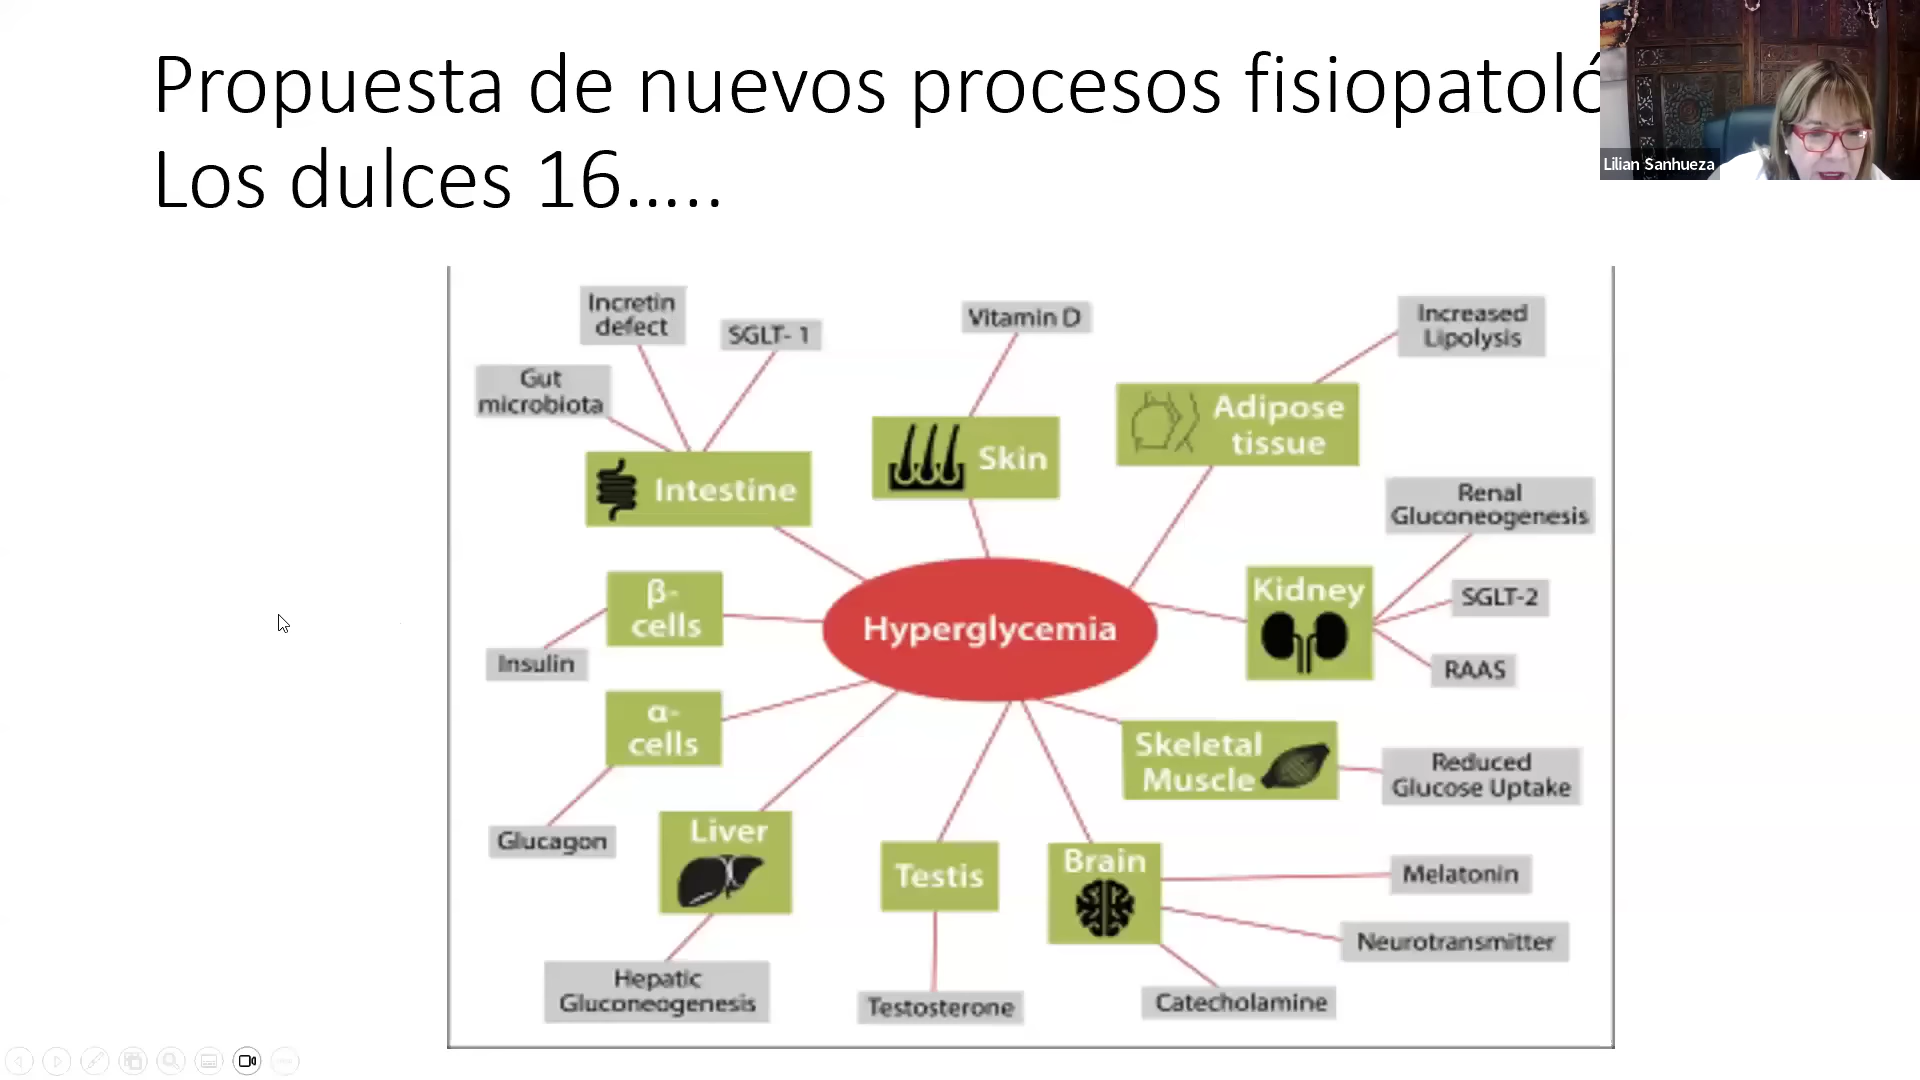 Propuesta de nuevos procesos fisiopatoló
Los dulces 16…..
Lilian Sanhueza
Incretin
defect
SGLT- 1
Vitamin D
Increased
Lipolysis
Gut
microbiota
Adipose
tissue
Skin
Intestine
Renal
Gluconeogenesis
β-
cells
Kidney
SGLT-2
Hyperglycemia
Insulin
RAAS
α-
cells
Skeletal
Muscle
Reduced
Glucose Uptake
Glucagon
Liver
Testis
Brain
Melatonin
Neurotransmitter
Hepatic
Gluconeogenesis
Testosterone
Catecholamine